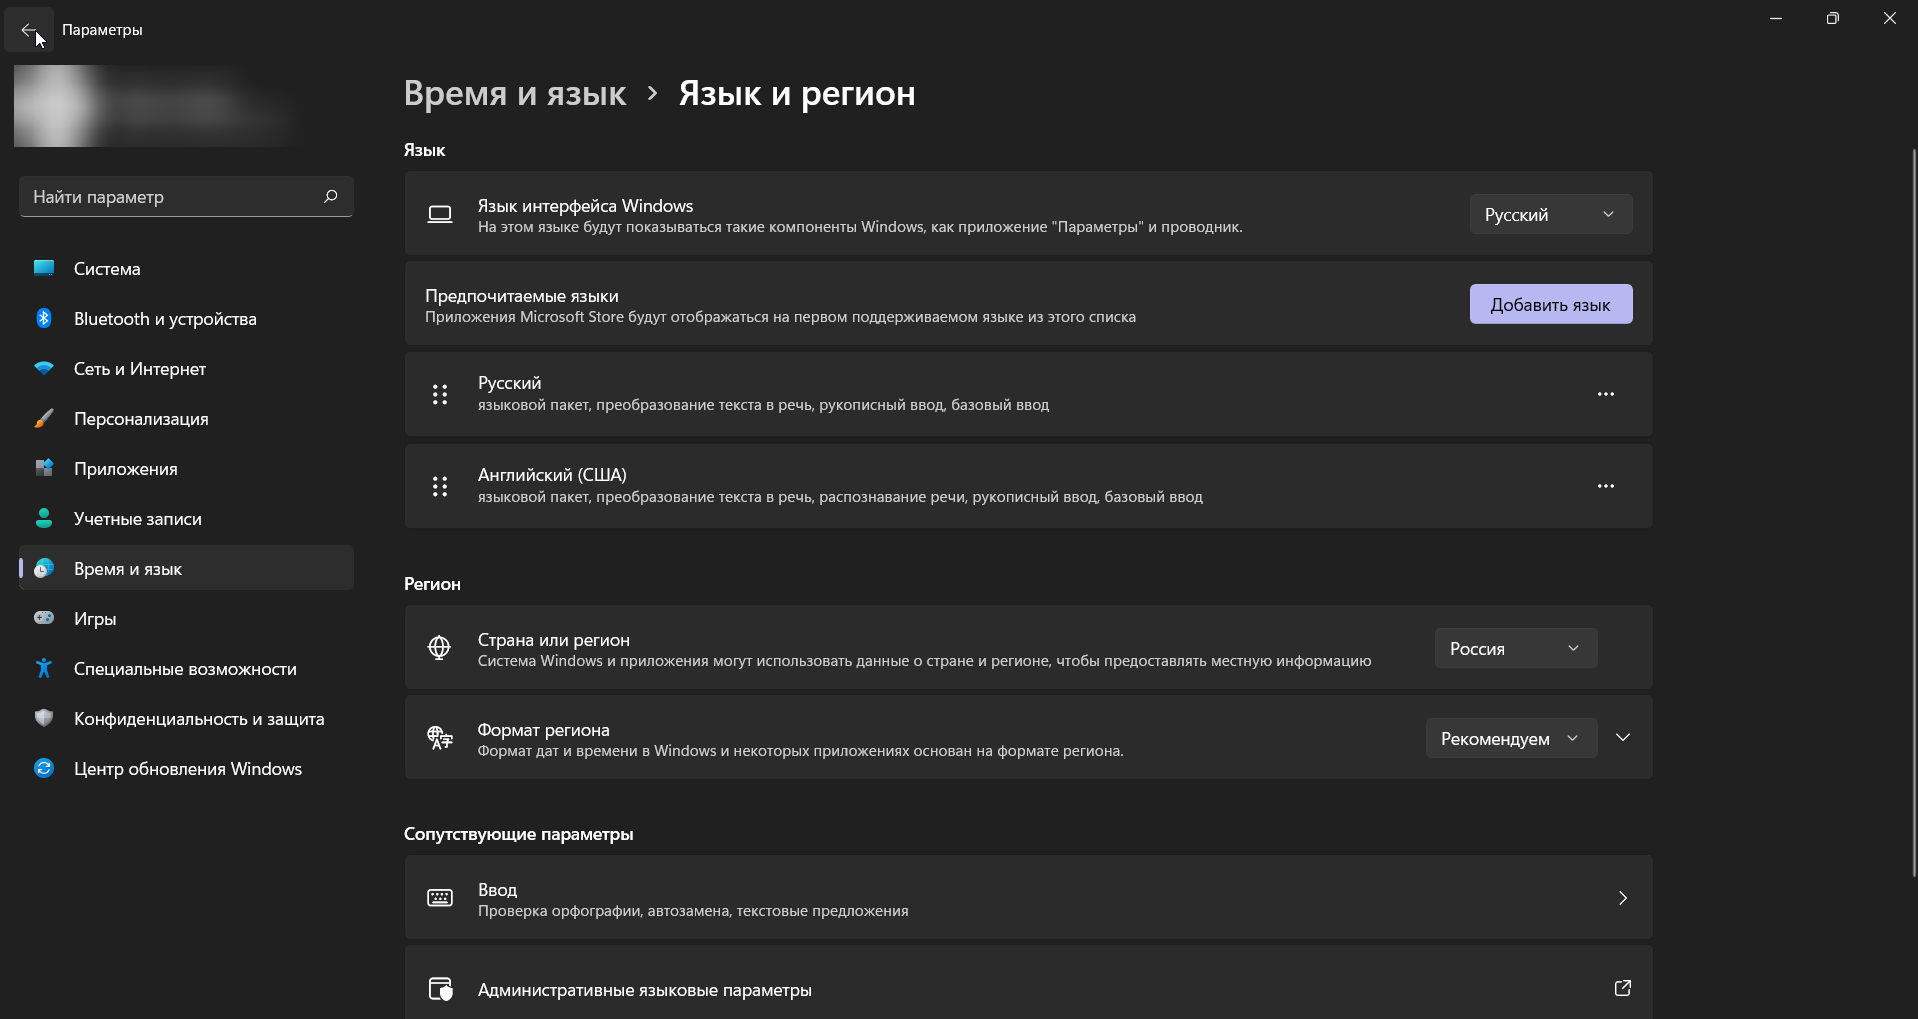 Параметры
Найти параметр
Система
Bluetooth и устройства
Сеть и Интернет
Персонализация
Приложения
Учетные записи
Время и язык
Игры
Специальные возможности
Конфиденциальность и защита
Центр обновления Windows
Время и язык › Язык и регион
Язык
Язык интерфейса Windows
На этом языке будут показываться такие компоненты Windows, как приложение "Параметры" и проводник.
Русский
Предпочитаемые языки
Приложения Microsoft Store будут отображаться на первом поддерживаемом языке из этого списка
Добавить язык
Русский
языковой пакет, преобразование текста в речь, рукописный ввод, базовый ввод
Английский (США)
языковой пакет, преобразование текста в речь, распознавание речи, рукописный ввод, базовый ввод
Регион
Страна или регион
Система Windows и приложения могут использовать данные о стране и регионе, чтобы предоставлять местную информацию
Россия
Формат региона
Формат дат и времени в Windows и некоторых приложениях основан на формате региона.
Рекомендуем
Сопутствующие параметры
Ввод
Проверка орфографии, автозамена, текстовые предложения
Административные языковые параметры